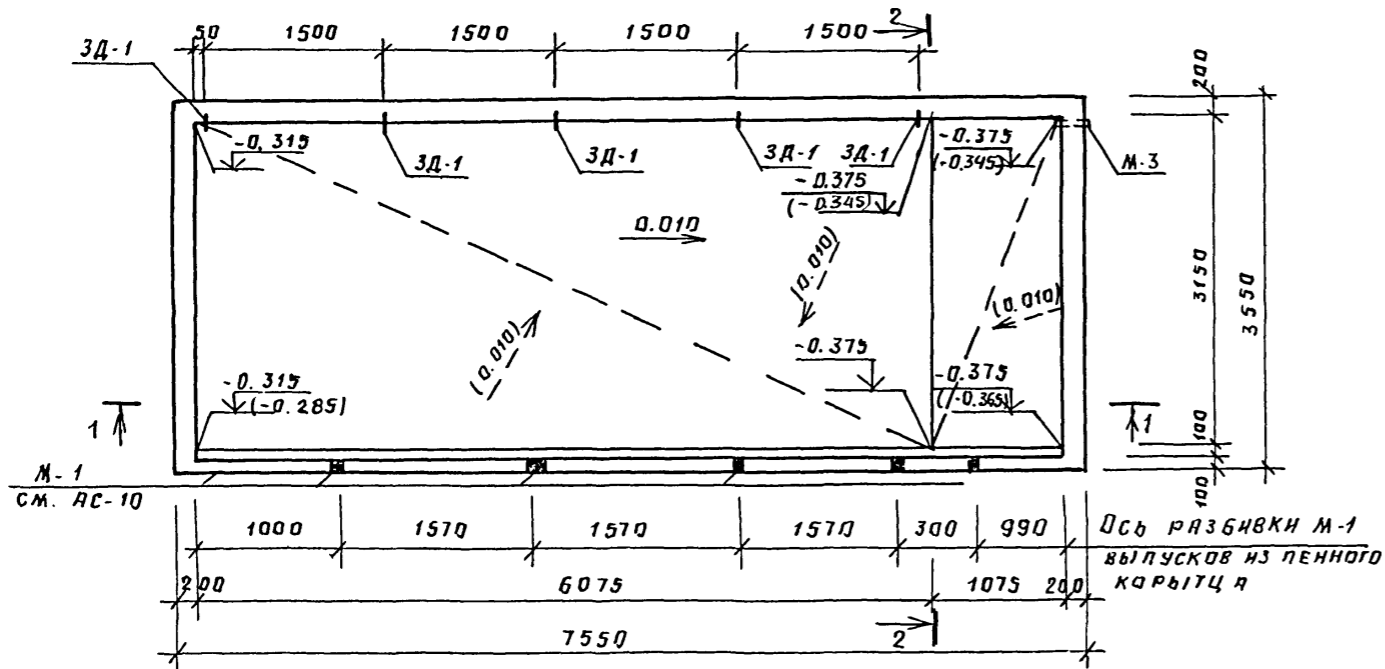 50 1500 1500 1500 1500 2
ЗД-1
200
-0.315 ЗД-1 ЗД-1 ЗД-1 ЗД-1 -0.375
(-0.345) М-3
-0.375
(-0.345)
0.010
(0.010)
(0.010)
3150
3550
(0.010)
-0.375
-0.315
(-0.285)
-0.375
(-0.365)
1 1
100
100
М-1
СМ. АС-10
1000 1570 1570 1570 300 990 ОСЬ РАЗБИВКИ М-1
ВЫПУСКОВ ИЗ ПЕННОГО
КОРЫТЦА
200 6075 1075 200
7550 2